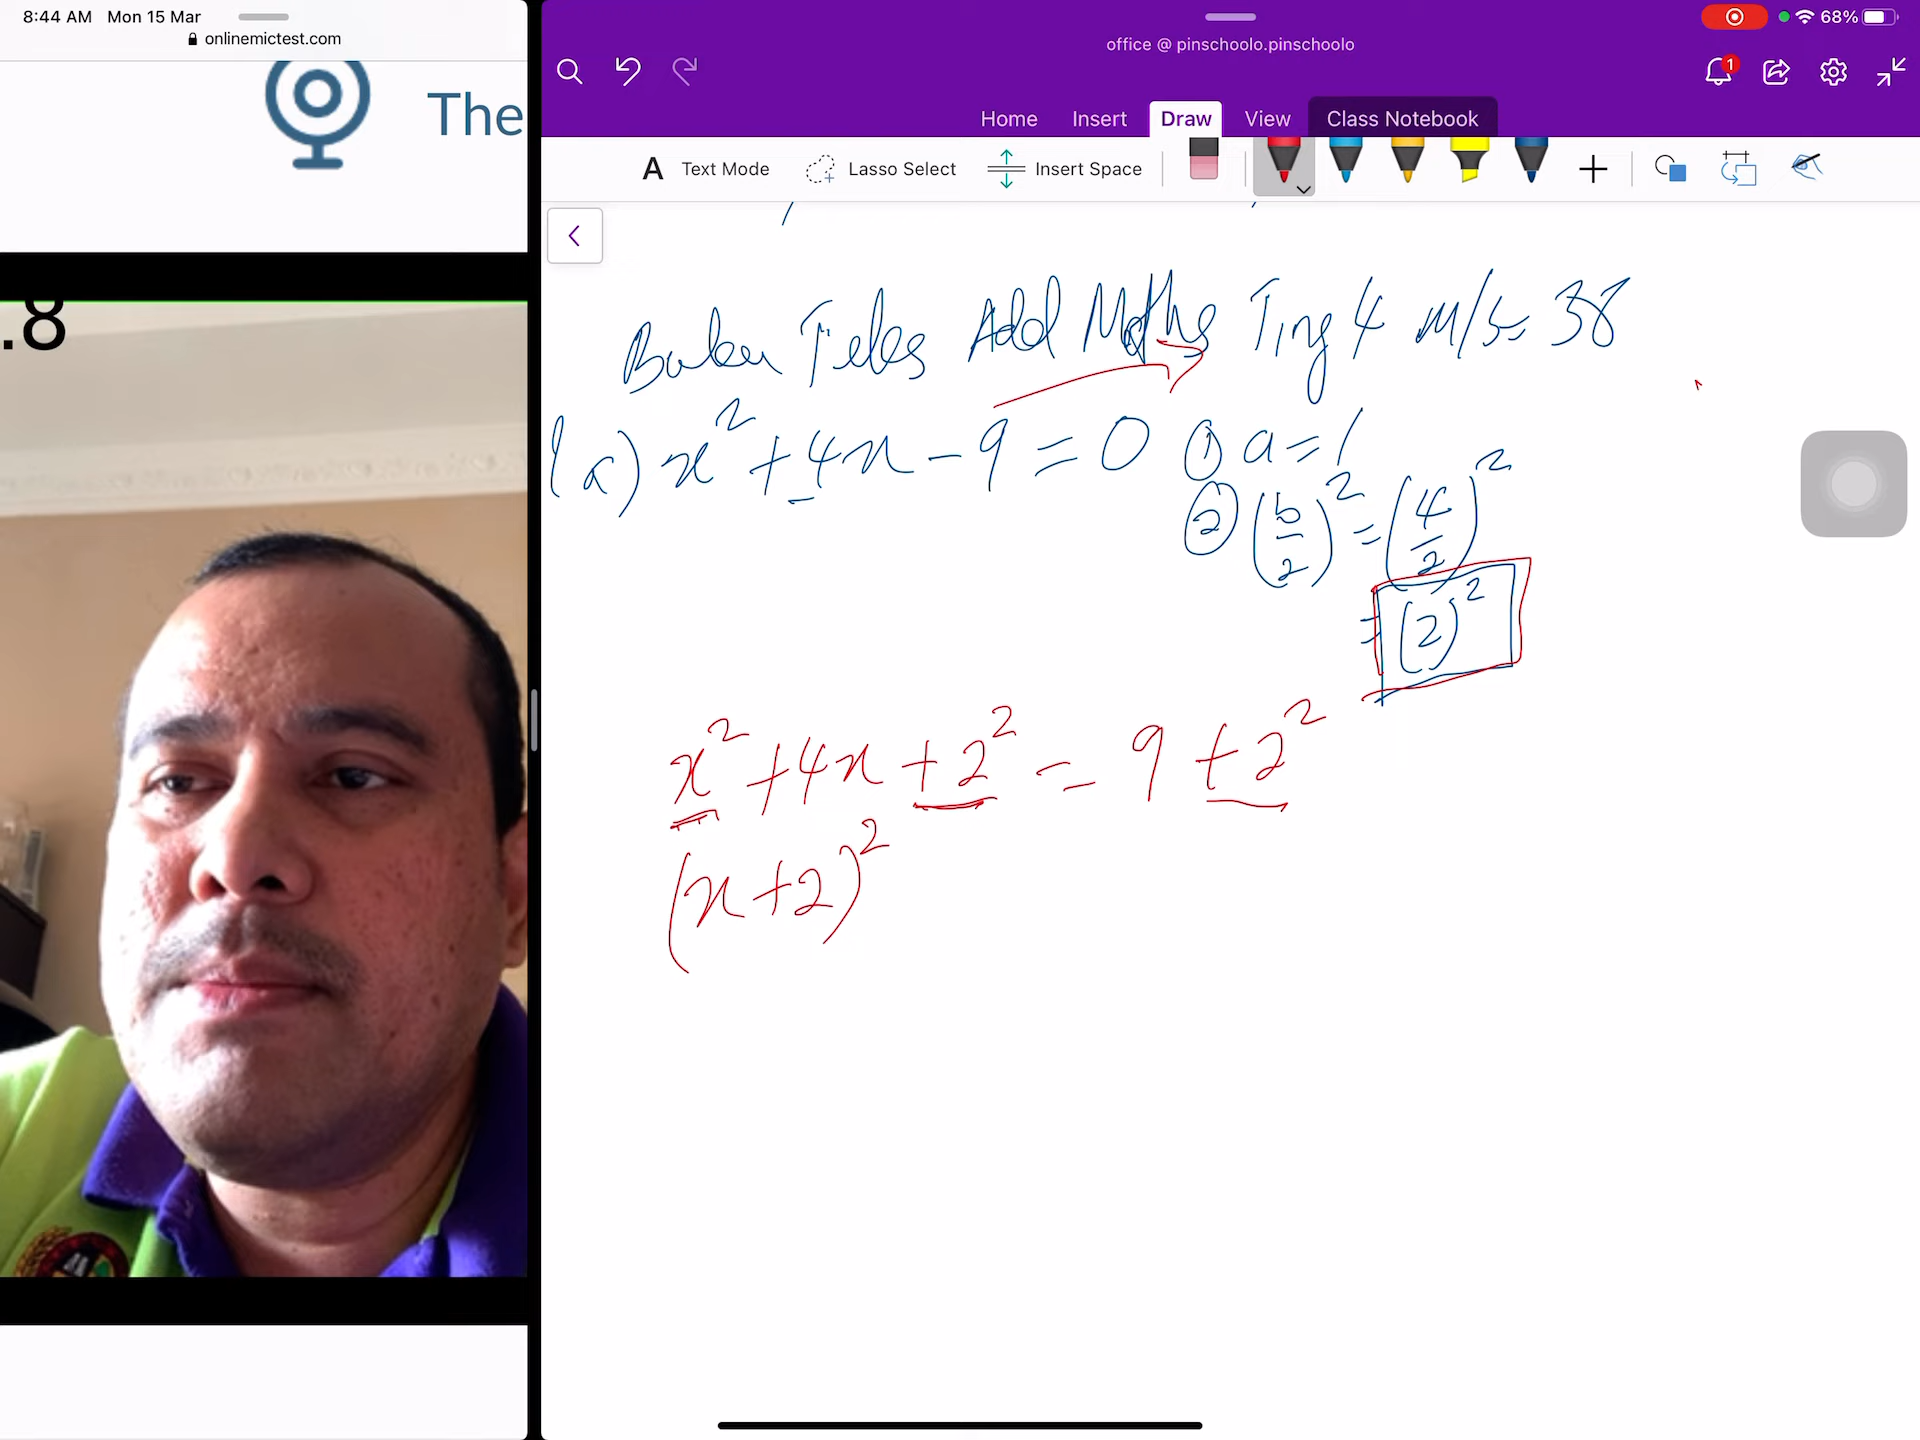 8:44 AM Mon 15 Mar
onlinemictest.com
The
.8
office @ pinschoolo.pinschoolo
68%
1
Home Insert Draw View Class Notebook
A Text Mode Lasso Select Insert Space
Buku Teks Add Maths Ting 4 m/s 38
1a) x² + 4x - 9 = 0 ① a = 1
② (b/2)² = (4/2)²
= (2)²
x² + 4x + 2² = 9 + 2²
(x + 2)²